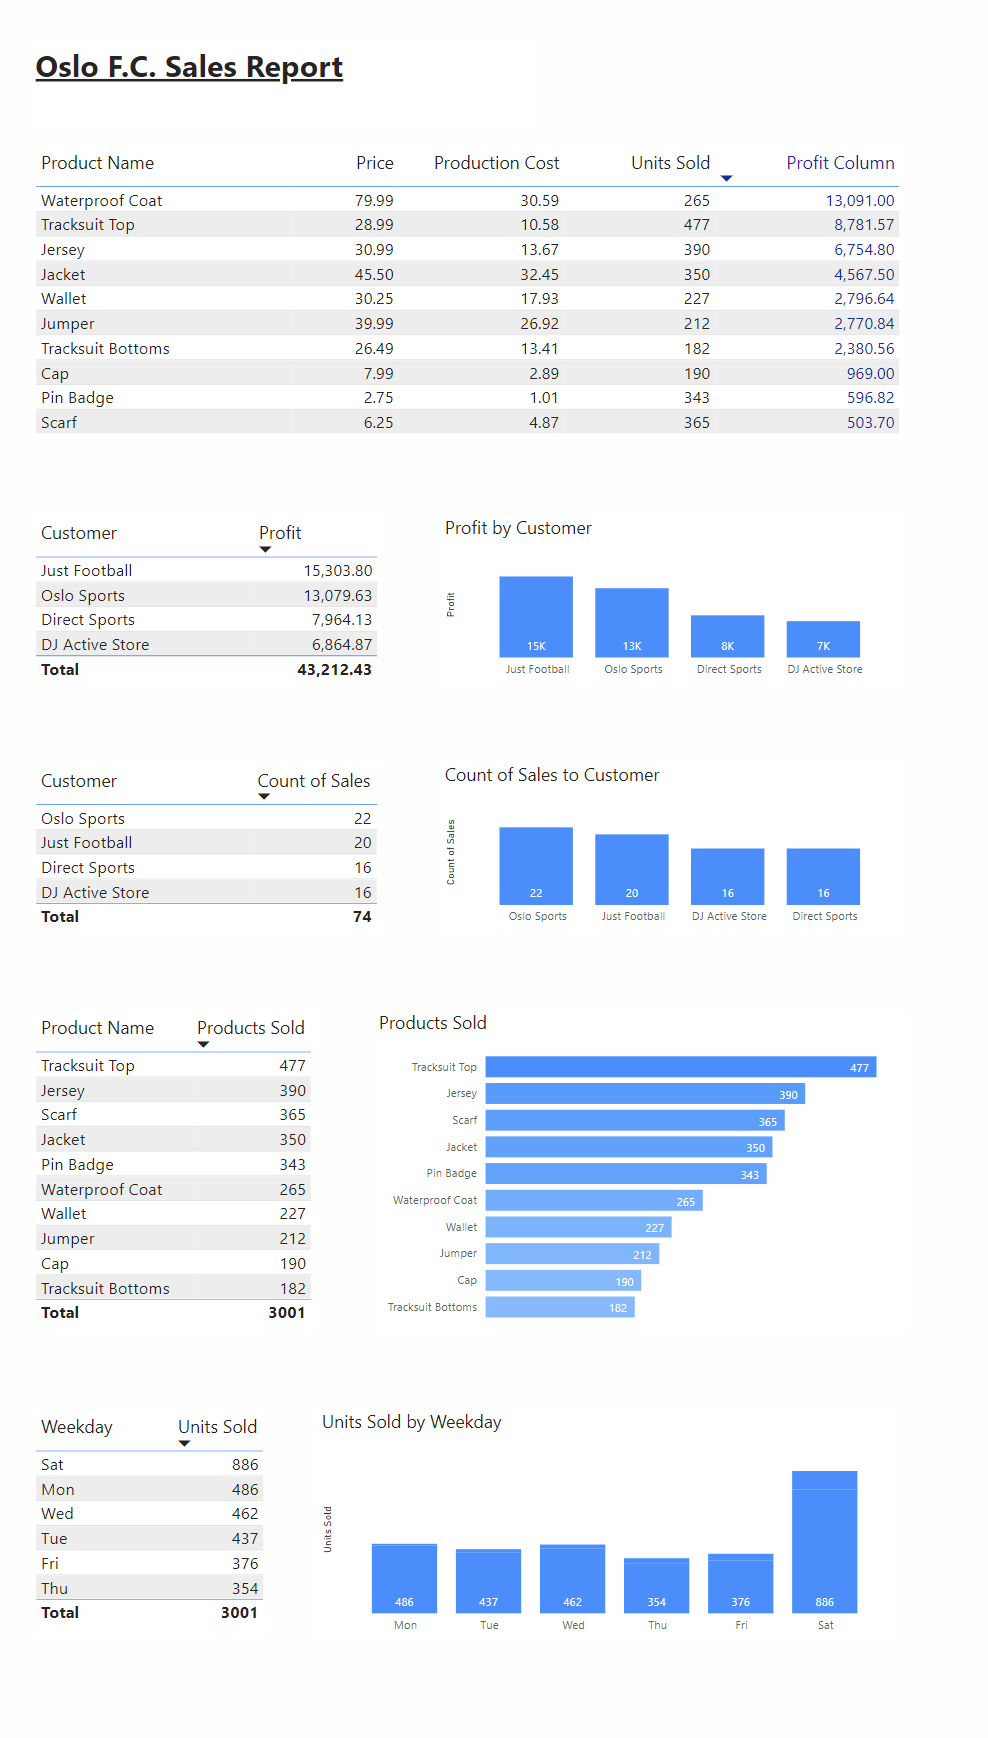 Oslo F.C. Sales Report
Product Name Price Production Cost Units Sold Profit Column
Waterproof Coat 79.99 30.59 265 13,091.00
Tracksuit Top 28.99 10.58 477 8,781.57
Jersey 30.99 13.67 390 6,754.80
Jacket 45.50 32.45 350 4,567.50
Wallet 30.25 17.93 227 2,796.64
Jumper 39.99 26.92 212 2,770.84
Tracksuit Bottoms 26.49 13.41 182 2,380.56
Cap 7.99 2.89 190 969.00
Pin Badge 2.75 1.01 343 596.82
Scarf 6.25 4.87 365 503.70
Customer Profit
Just Football 15,303.80
Oslo Sports 13,079.63
Direct Sports 7,964.13
DJ Active Store 6,864.87
Total 43,212.43
Profit by Customer
Profit
15K 13K 8K 7K
Just Football Oslo Sports Direct Sports DJ Active Store
Customer Count of Sales
Oslo Sports 22
Just Football 20
Direct Sports 16
DJ Active Store 16
Total 74
Count of Sales to Customer
Count of Sales
22 20 16 16
Oslo Sports Just Football DJ Active Store Direct Sports
Product Name Products Sold
Tracksuit Top 477
Jersey 390
Scarf 365
Jacket 350
Pin Badge 343
Waterproof Coat 265
Wallet 227
Jumper 212
Cap 190
Tracksuit Bottoms 182
Total 3001
Products Sold
Tracksuit Top 477
Jersey 390
Scarf 365
Jacket 350
Pin Badge 343
Waterproof Coat 265
Wallet 227
Jumper 212
Cap 190
Tracksuit Bottoms 182
Weekday Units Sold
Sat 886
Mon 486
Wed 462
Tue 437
Fri 376
Thu 354
Total 3001
Units Sold by Weekday
Units Sold
486 437 462 354 376 886
Mon Tue Wed Thu Fri Sat